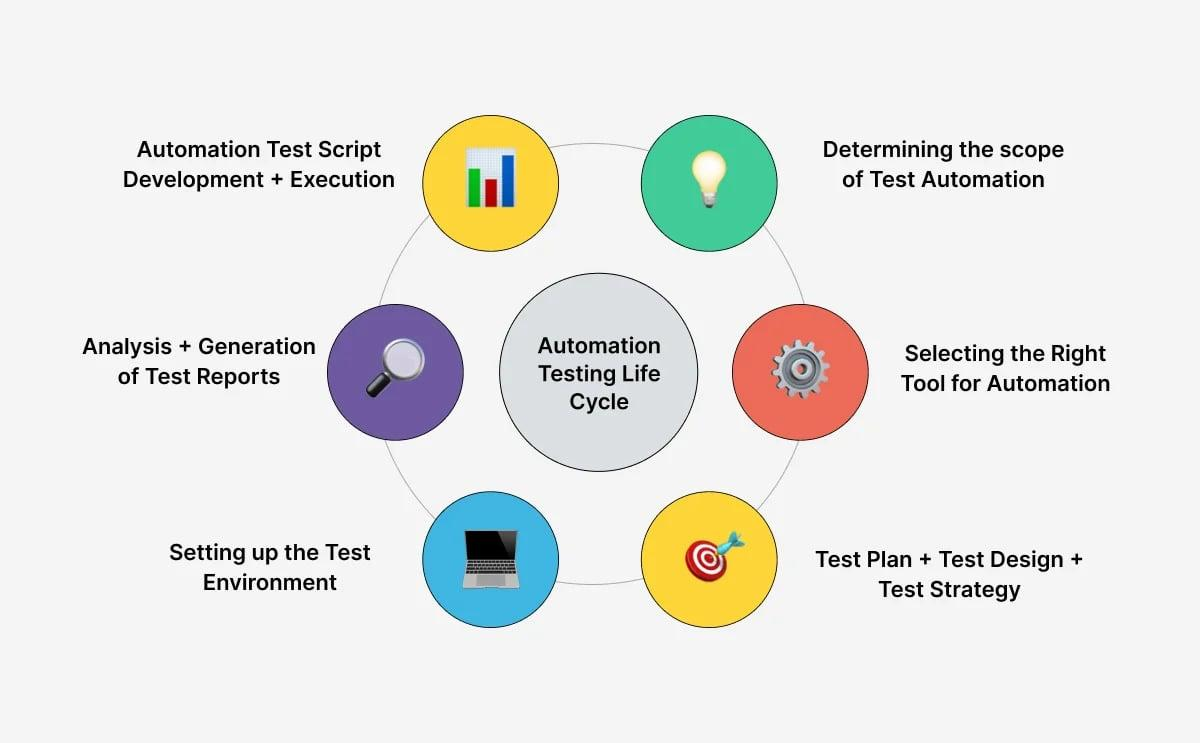 Automation Test Script
Development + Execution
Determining the scope
of Test Automation
Analysis + Generation
of Test Reports
Automation
Testing Life
Cycle
Selecting the Right
Tool for Automation
Setting up the Test
Environment
Test Plan + Test Design +
Test Strategy